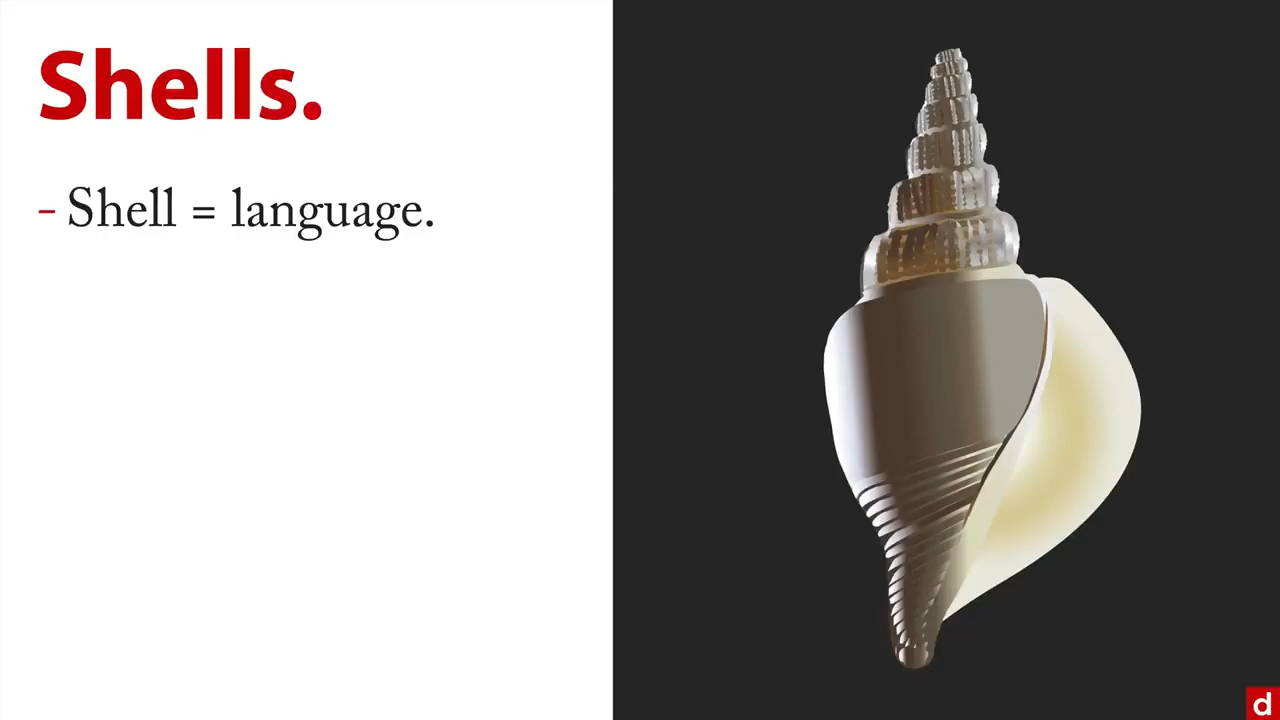 Shells.
– Shell = language.
d